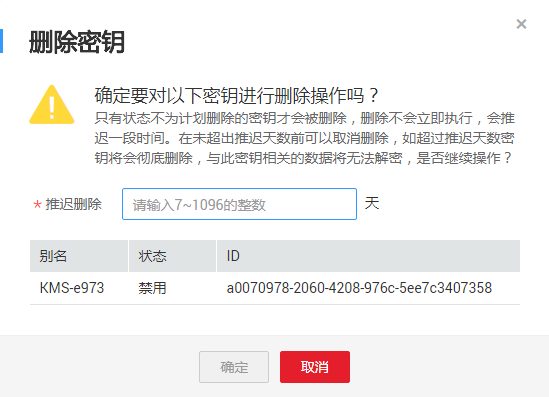 ×
删除密钥
确定要对以下密钥进行删除操作吗？
只有状态不为计划删除的密钥才会被删除，删除不会立即执行，会推
迟一段时间。在未超出推迟天数前可以取消删除，如超过推迟天数密
钥将会彻底删除，与此密钥相关的数据将无法解密，是否继续操作？
* 推迟删除 请输入7~1096的整数 天
别名 状态 ID
KMS-e973 禁用 a0070978-2060-4208-976c-5ee7c3407358
确定 取消